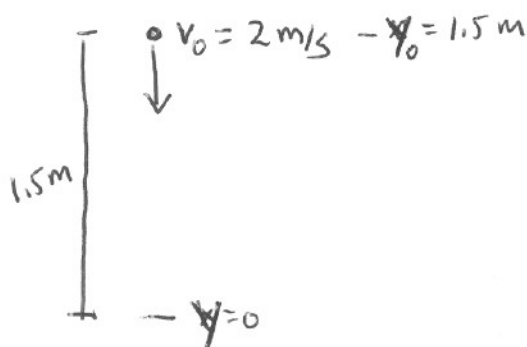 V₀ = 2 m/s - y₀ = 1.5 m
1.5m
- y=0